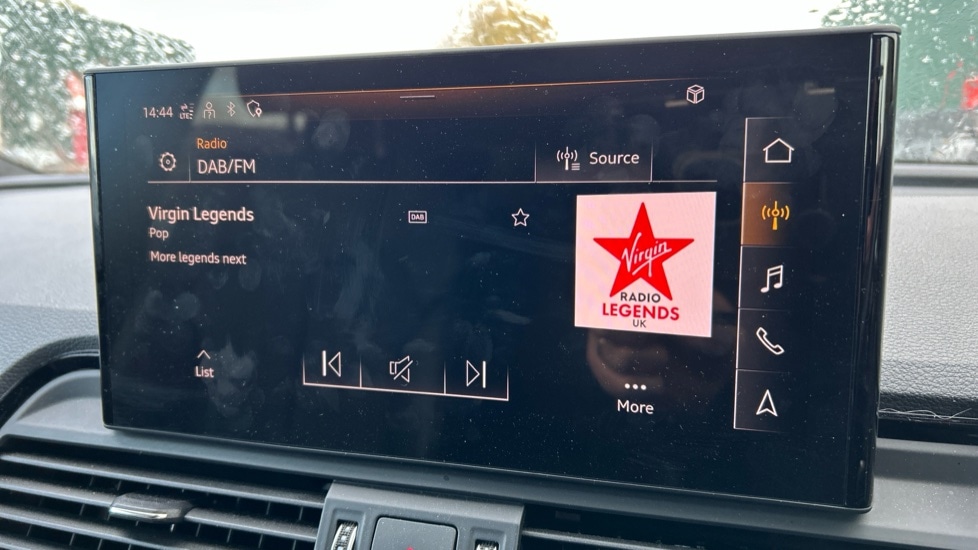 14:44 LTE
Radio
DAB/FM
Source
Virgin Legends
DAB
Pop
More legends next
Virgin
RADIO
LEGENDS
UK
List
More